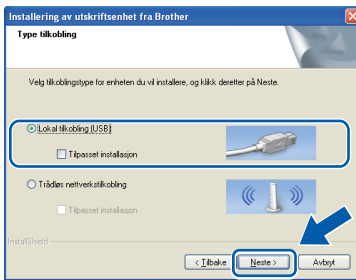 Installering av utskriftsenhet fra Brother
Type tilkobling
Velg tilkoblingstype for enheten du vil installere, og klikk deretter på Neste.
Lokal tilkobling (USB)
Tilpasset installasjon
Trådløs nettverkstilkobling
Tilpasset installasjon
InstallShield
< Tilbake
Neste >
Avbryt